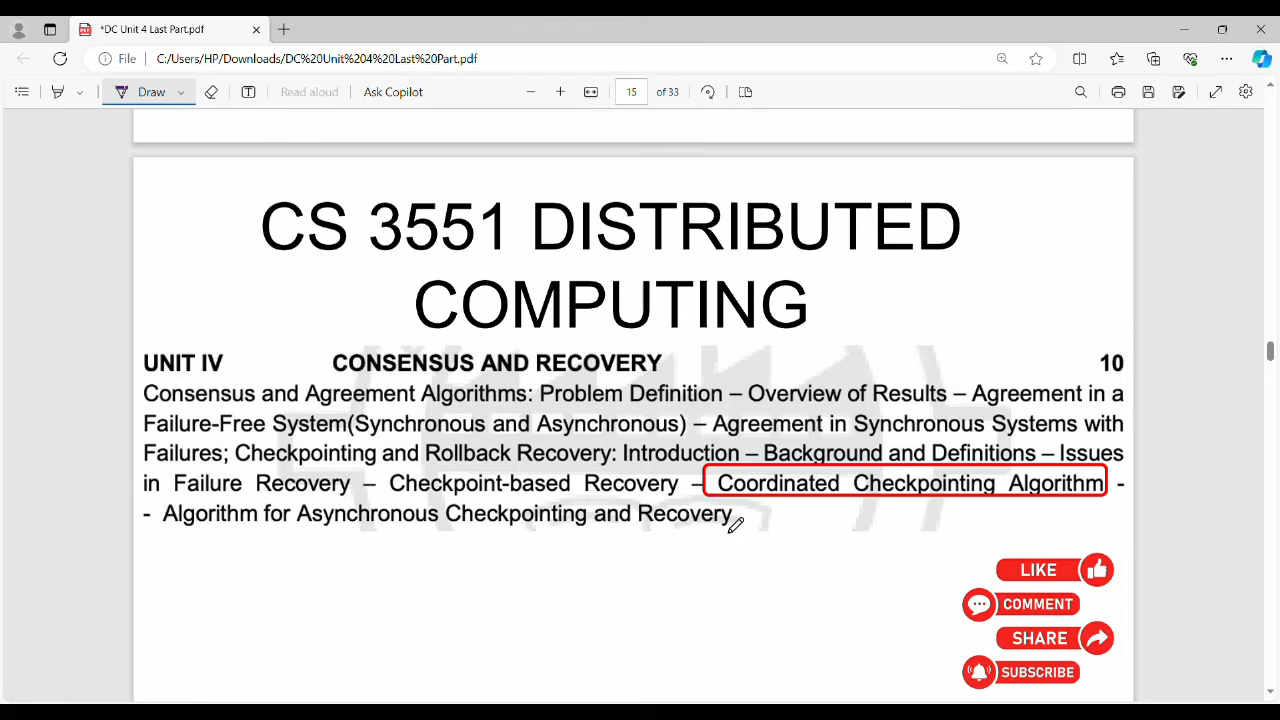 *DC Unit 4 Last Part.pdf
File C:/Users/HP/Downloads/DC%20Unit%204%20Last%20Part.pdf
Draw Read aloud Ask Copilot 15 of 33
CS 3551 DISTRIBUTED
COMPUTING
UNIT IV CONSENSUS AND RECOVERY 10
Consensus and Agreement Algorithms: Problem Definition – Overview of Results – Agreement in a
Failure-Free System(Synchronous and Asynchronous) – Agreement in Synchronous Systems with
Failures; Checkpointing and Rollback Recovery: Introduction – Background and Definitions – Issues
in Failure Recovery – Checkpoint-based Recovery – Coordinated Checkpointing Algorithm -
- Algorithm for Asynchronous Checkpointing and Recovery
LIKE
COMMENT
SHARE
SUBSCRIBE